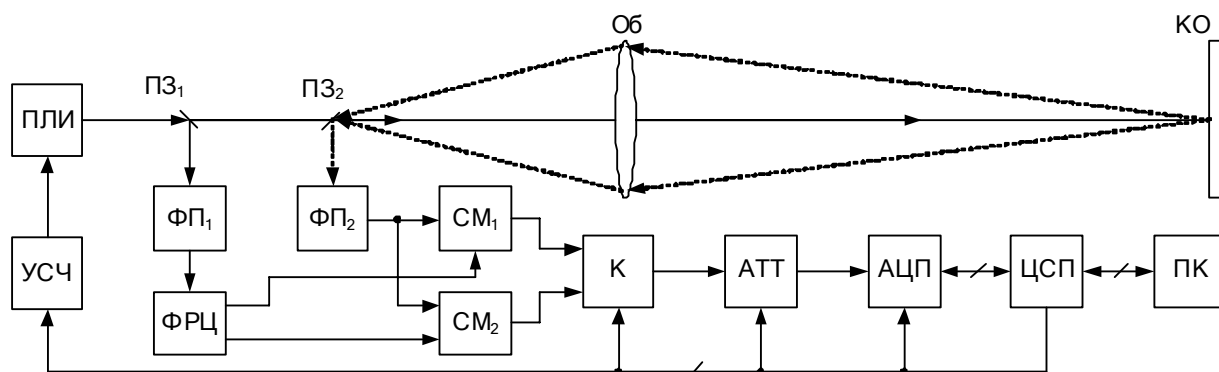 Об
КО
ПЗ₁
ПЗ₂
ПЛИ
ФП₁
ФП₂
СМ₁
УСЧ
К
АТТ
АЦП
ЦСП
ПК
ФРЦ
СМ₂